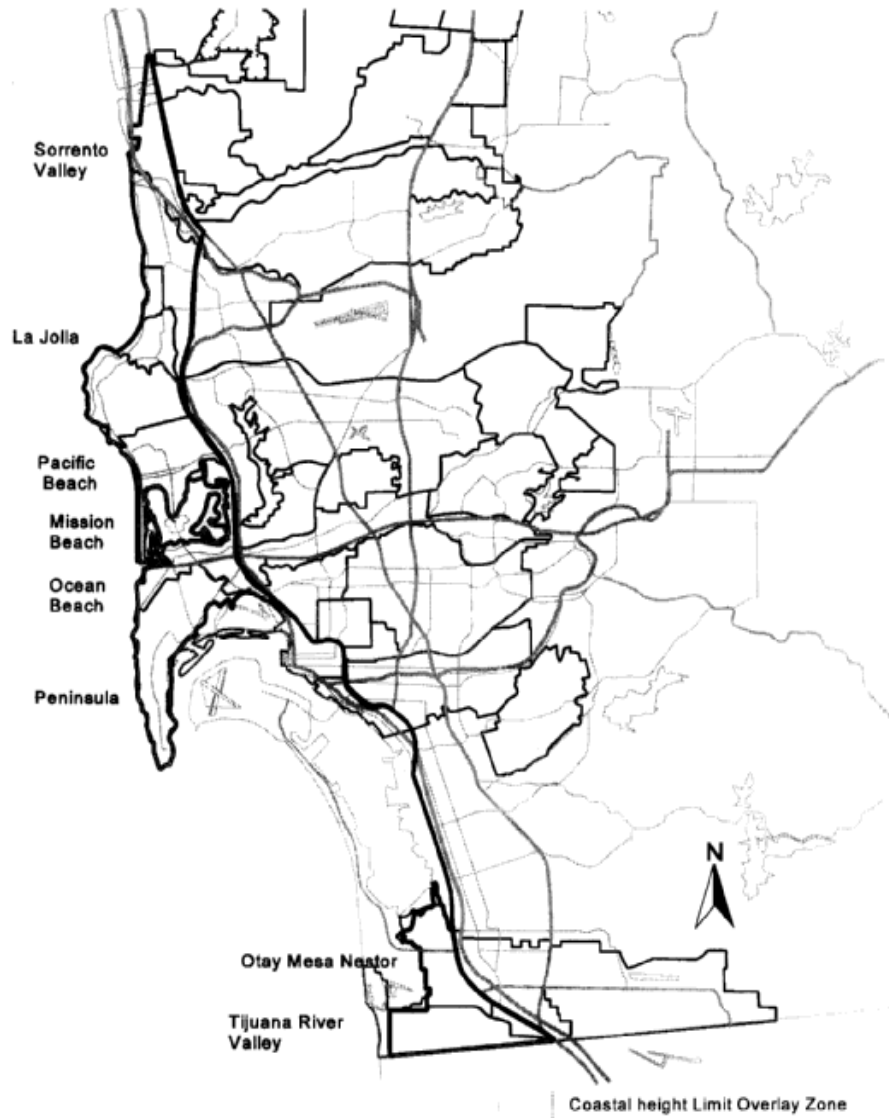 Sorrento
Valley
La Jolla
Pacific
Beach
Mission
Beach
Ocean
Beach
Peninsula
N
Otay Mesa Nestor
Tijuana River
Valley
Coastal height Limit Overlay Zone